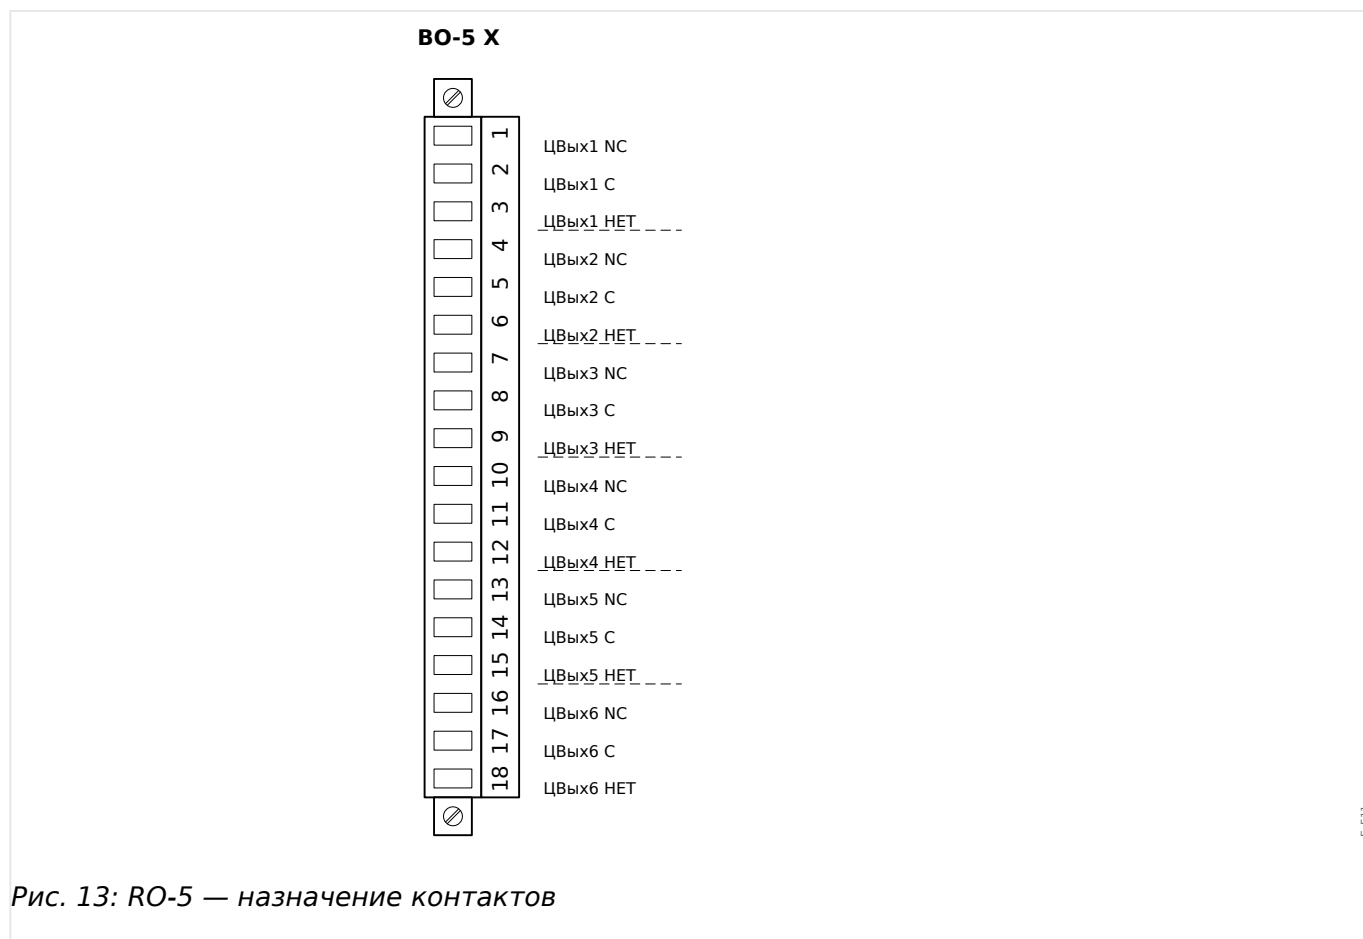 ВО-5 X
1
ЦВых1 NC
2
ЦВых1 C
3
ЦВых1 НЕТ
4
ЦВых2 NC
5
ЦВых2 C
6
ЦВых2 НЕТ
7
ЦВых3 NC
8
ЦВых3 C
9
ЦВых3 НЕТ
10
ЦВых4 NC
11
ЦВых4 C
12
ЦВых4 НЕТ
13
ЦВых5 NC
14
ЦВых5 C
15
ЦВых5 НЕТ
16
ЦВых6 NC
17
ЦВых6 C
18
ЦВых6 НЕТ
Рис. 13: RO-5 — назначение контактов